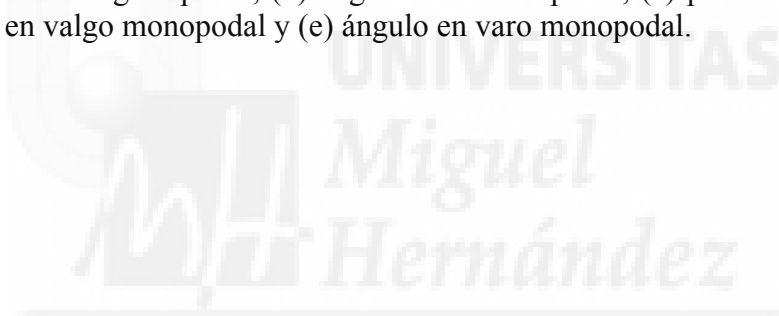 en valgo monopodal y (e) ángulo en varo monopodal.
UNIVERSITAS
Miguel
Hernández